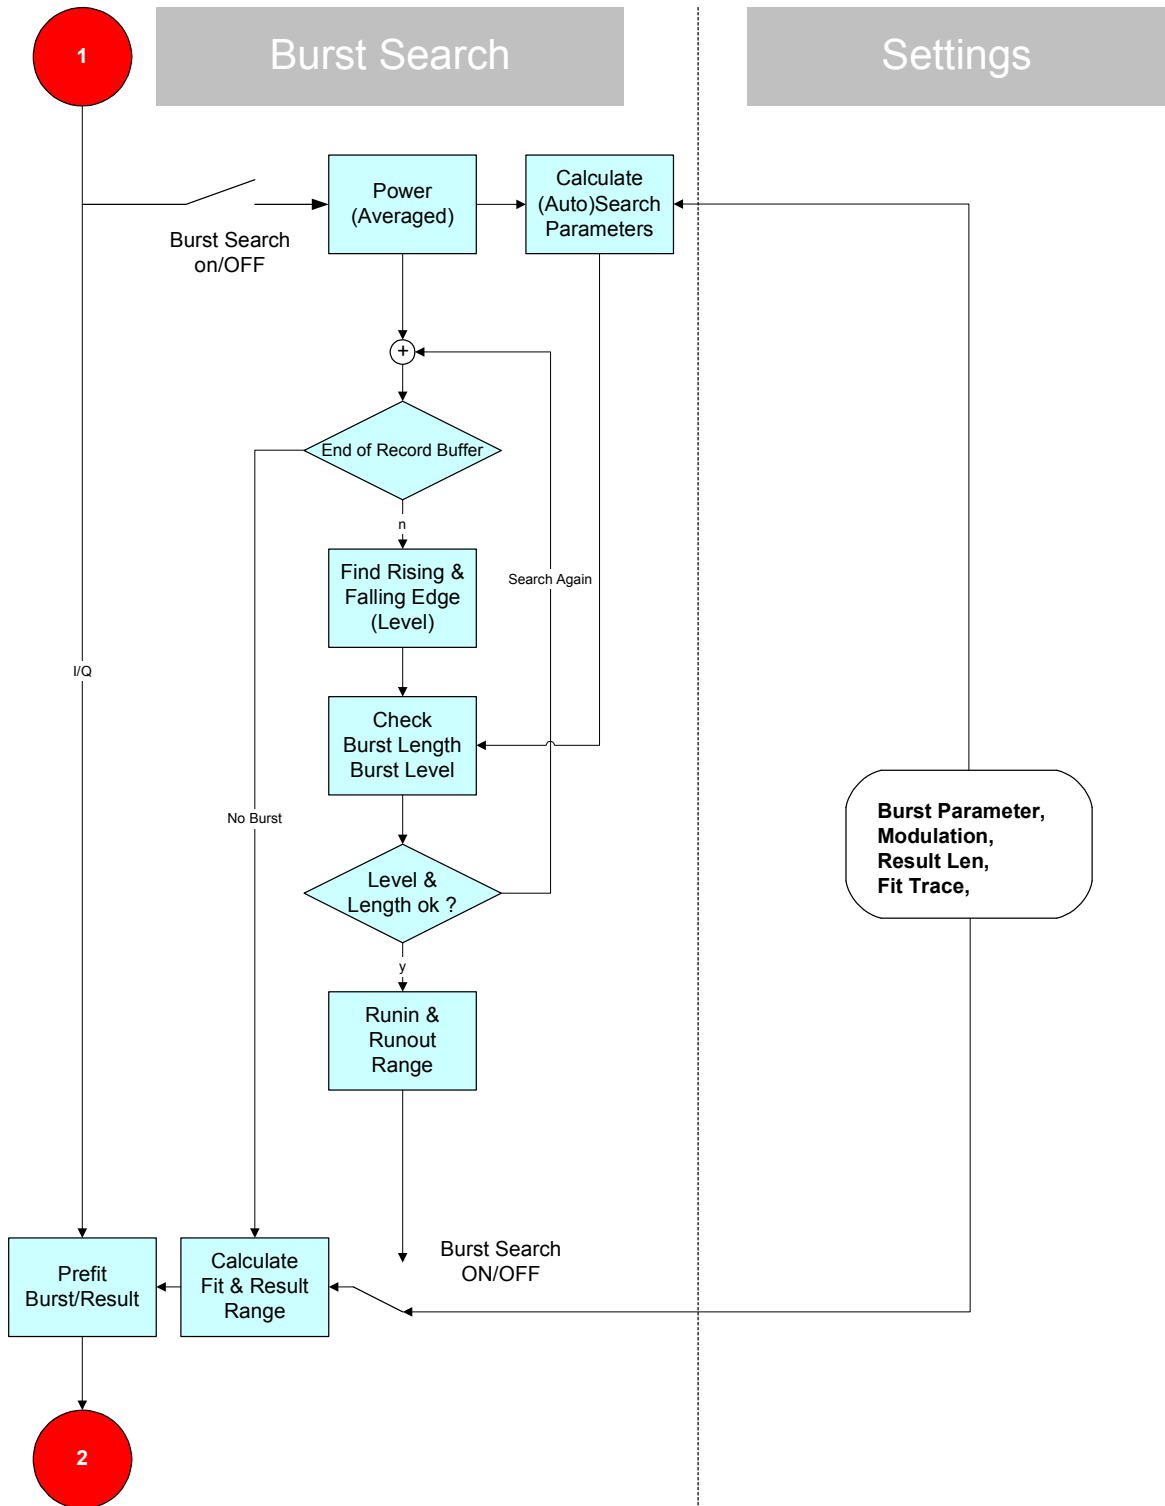 1
Burst Search
Settings
Power
(Averaged)
Calculate
(Auto)Search
Parameters
Burst Search
on/OFF
+
End of Record Buffer
n
Find Rising &
Falling Edge
(Level)
Search Again
I/Q
Check
Burst Length
Burst Level
No Burst
Burst Parameter,
Modulation,
Result Len,
Fit Trace,
Level &
Length ok ?
y
Runin &
Runout
Range
Burst Search
ON/OFF
Prefit
Burst/Result
Calculate
Fit & Result
Range
2